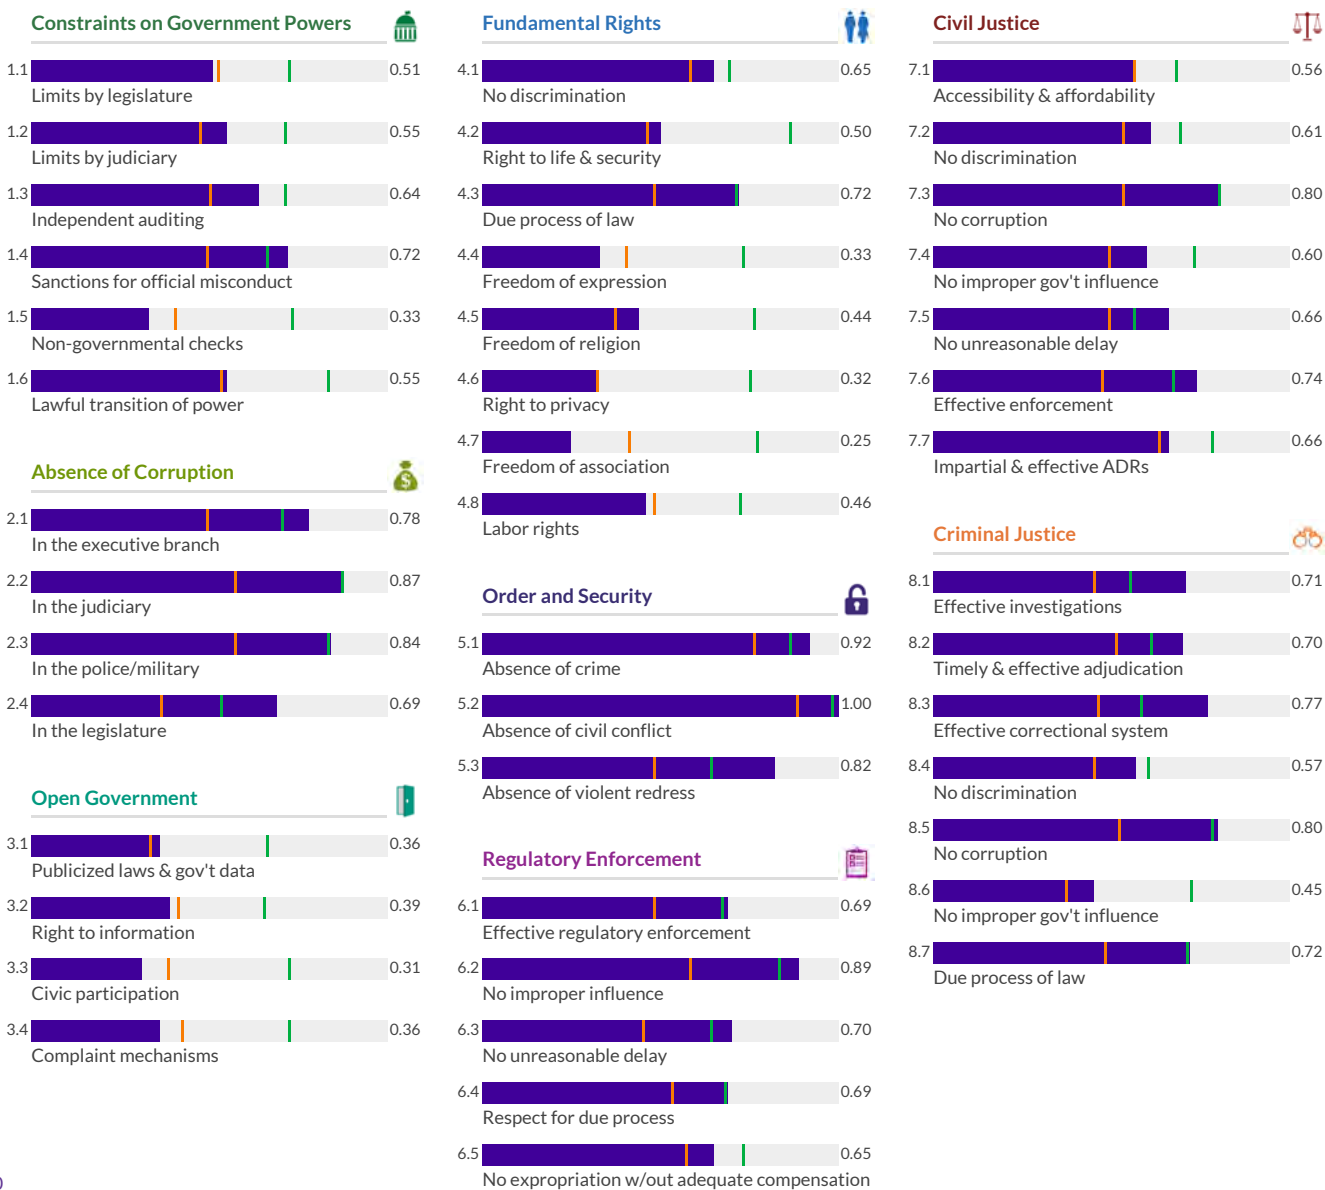 Constraints on Government Powers
1.1 0.51
Limits by legislature
1.2 0.55
Limits by judiciary
1.3 0.64
Independent auditing
1.4 0.72
Sanctions for official misconduct
1.5 0.33
Non-governmental checks
1.6 0.55
Lawful transition of power
Absence of Corruption
$
2.1 0.78
In the executive branch
2.2 0.87
In the judiciary
2.3 0.84
In the police/military
2.4 0.69
In the legislature
Open Government
3.1 0.36
Publicized laws & gov't data
3.2 0.39
Right to information
3.3 0.31
Civic participation
3.4 0.36
Complaint mechanisms
Fundamental Rights
4.1 0.65
No discrimination
4.2 0.50
Right to life & security
4.3 0.72
Due process of law
4.4 0.33
Freedom of expression
4.5 0.44
Freedom of religion
4.6 0.32
Right to privacy
4.7 0.25
Freedom of association
4.8 0.46
Labor rights
Order and Security
5.1 0.92
Absence of crime
5.2 1.00
Absence of civil conflict
5.3 0.82
Absence of violent redress
Regulatory Enforcement
6.1 0.69
Effective regulatory enforcement
6.2 0.89
No improper influence
6.3 0.70
No unreasonable delay
6.4 0.69
Respect for due process
6.5 0.65
No expropriation w/out adequate compensation
Civil Justice
7.1 0.56
Accessibility & affordability
7.2 0.61
No discrimination
7.3 0.80
No corruption
7.4 0.60
No improper gov't influence
7.5 0.66
No unreasonable delay
7.6 0.74
Effective enforcement
7.7 0.66
Impartial & effective ADRs
Criminal Justice
8.1 0.71
Effective investigations
8.2 0.70
Timely & effective adjudication
8.3 0.77
Effective correctional system
8.4 0.57
No discrimination
8.5 0.80
No corruption
8.6 0.45
No improper gov't influence
8.7 0.72
Due process of law